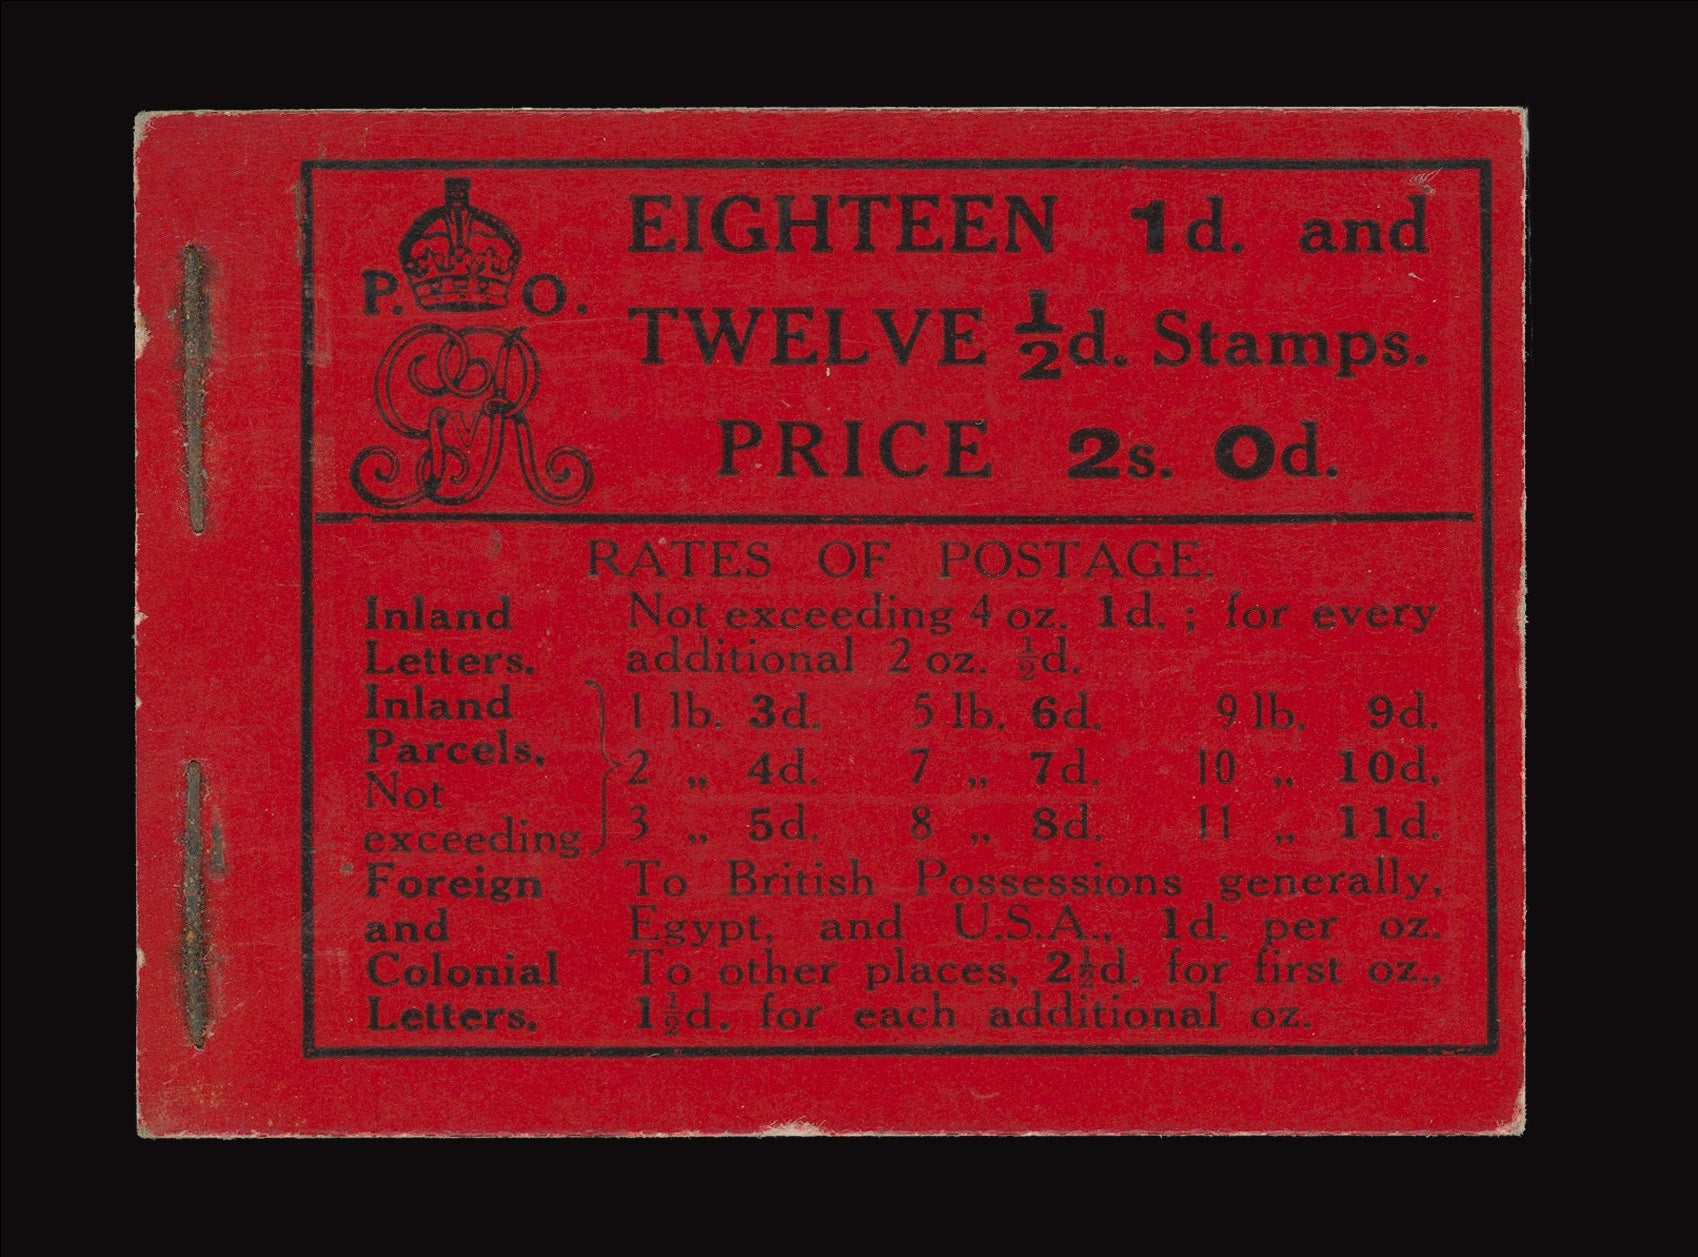 P. O.
GvR
EIGHTEEN 1d. and
TWELVE ½d. Stamps.
PRICE 2s. 0d.
RATES OF POSTAGE.
Inland Letters. Not exceeding 4 oz. 1d. ; for every
additional 2 oz. ½d.
Inland Parcels, Not exceeding
1 lb. 3d. 5 lb. 6d. 9 lb. 9d.
2 „ 4d. 7 „ 7d. 10 „ 10d.
3 „ 5d. 8 „ 8d. 11 „ 11d.
Foreign and Colonial Letters.
To British Possessions generally,
Egypt, and U.S.A., 1d. per oz.
To other places, 2½d. for first oz.,
1½d. for each additional oz.